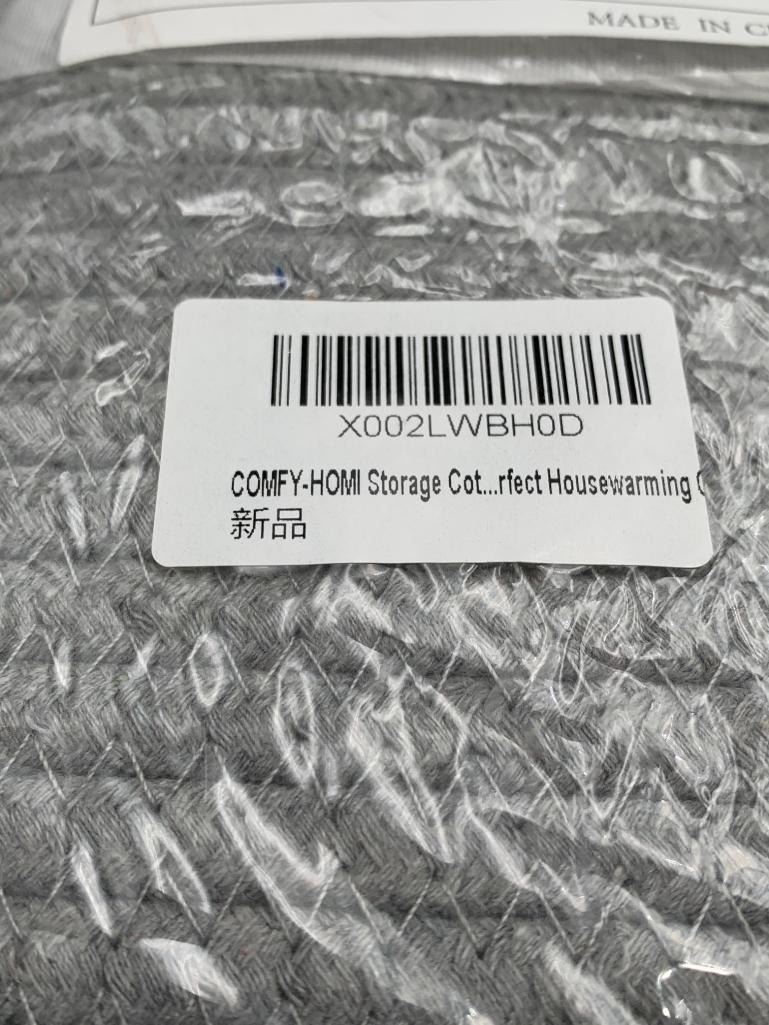 MADE IN
X002LWBH0D
COMFY-HOMI Storage Cot...rfect Housewarming
新品